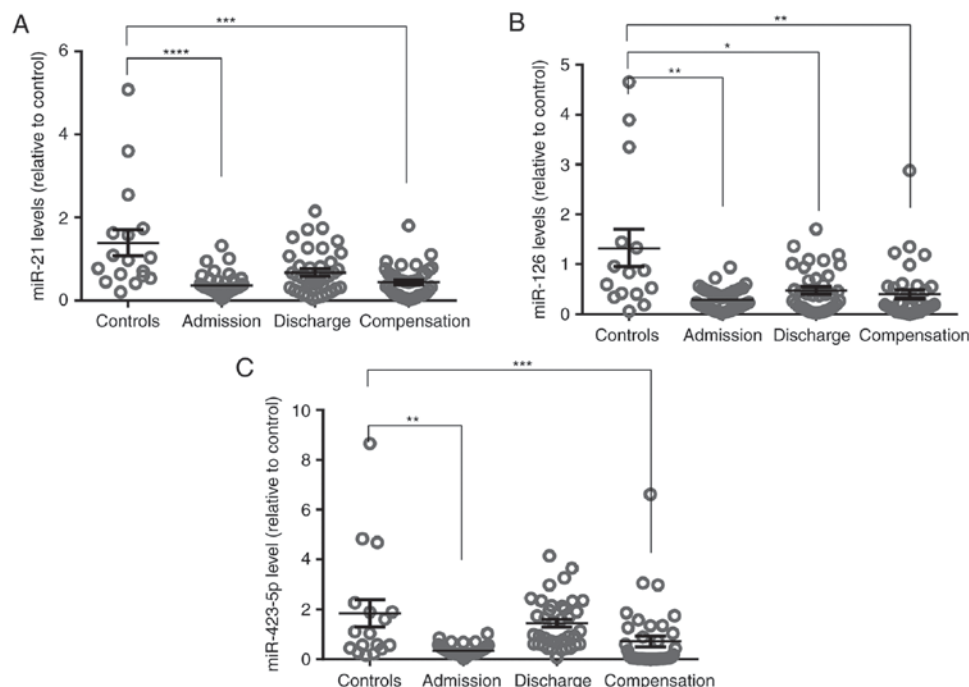 A
***
****
6
4
2
0
miR-21 levels (relative to control)
Controls Admission Discharge Compensation
B
**
*
**
5
4
3
2
1
0
miR-126 levels (relative to control)
Controls Admission Discharge Compensation
C
***
**
10
8
6
4
2
0
miR-423-5p level (relative to control)
Controls Admission Discharge Compensation